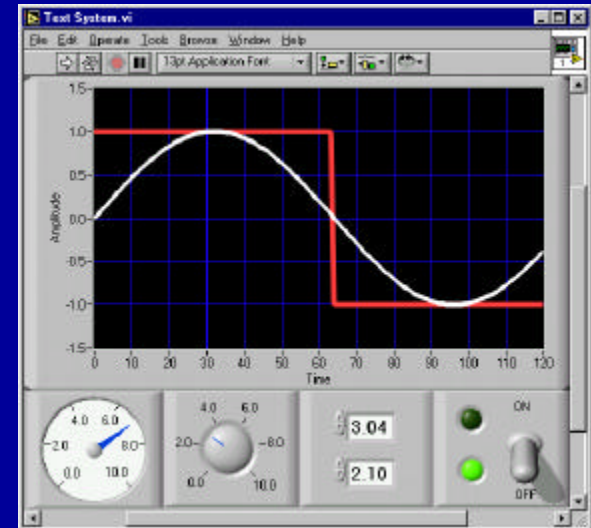 Test System.vi
File Edit Operate Tools Browse Window Help
13pt Application Font
1
1.5
1.0
0.5
0.0
-0.5
-1.0
-1.5
Amplitude
0 10 20 30 40 50 60 70 80 90 100 110 120
Time
4.0 6.0
2.0 8.0
0.0 10.0
4.0 6.0
2.0 8.0
0.0 10.0
3.04
2.10
ON
OFF